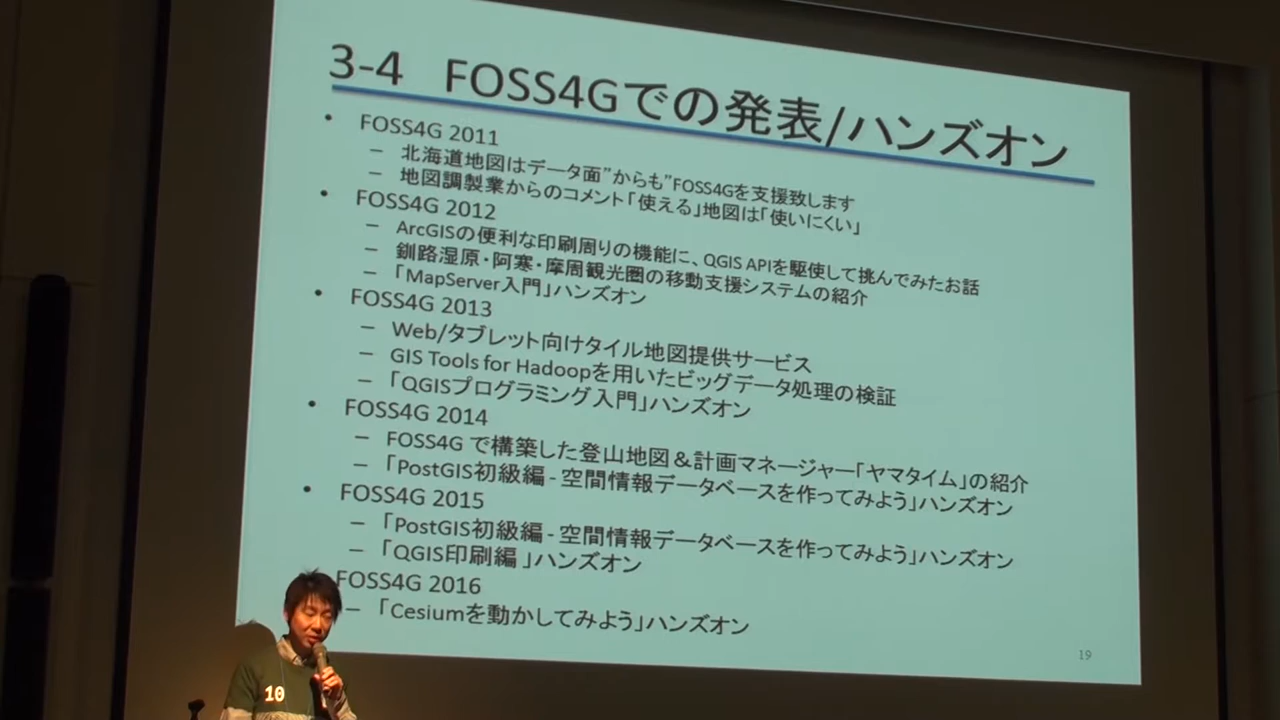 3-4 FOSS4Gでの発表/ハンズオン
• FOSS4G 2011
– 北海道地図はデータ面”からも”FOSS4Gを支援致します
– 地図調製業からのコメント「使える」地図は「使いにくい」
• FOSS4G 2012
– ArcGISの便利な印刷周りの機能に、QGIS APIを駆使して挑んでみたお話
– 釧路湿原・阿寒・摩周観光圏の移動支援システムの紹介
– 「MapServer入門」ハンズオン
• FOSS4G 2013
– Web/タブレット向けタイル地図提供サービス
– GIS Tools for Hadoopを用いたビッグデータ処理の検証
– 「QGISプログラミング入門」ハンズオン
• FOSS4G 2014
– FOSS4G で構築した登山地図＆計画マネージャー「ヤマタイム」の紹介
– 「PostGIS初級編 - 空間情報データベースを作ってみよう」ハンズオン
• FOSS4G 2015
– 「PostGIS初級編 - 空間情報データベースを作ってみよう」ハンズオン
– 「QGIS印刷編 」ハンズオン
FOSS4G 2016
– 「Cesiumを動かしてみよう」ハンズオン
19
10